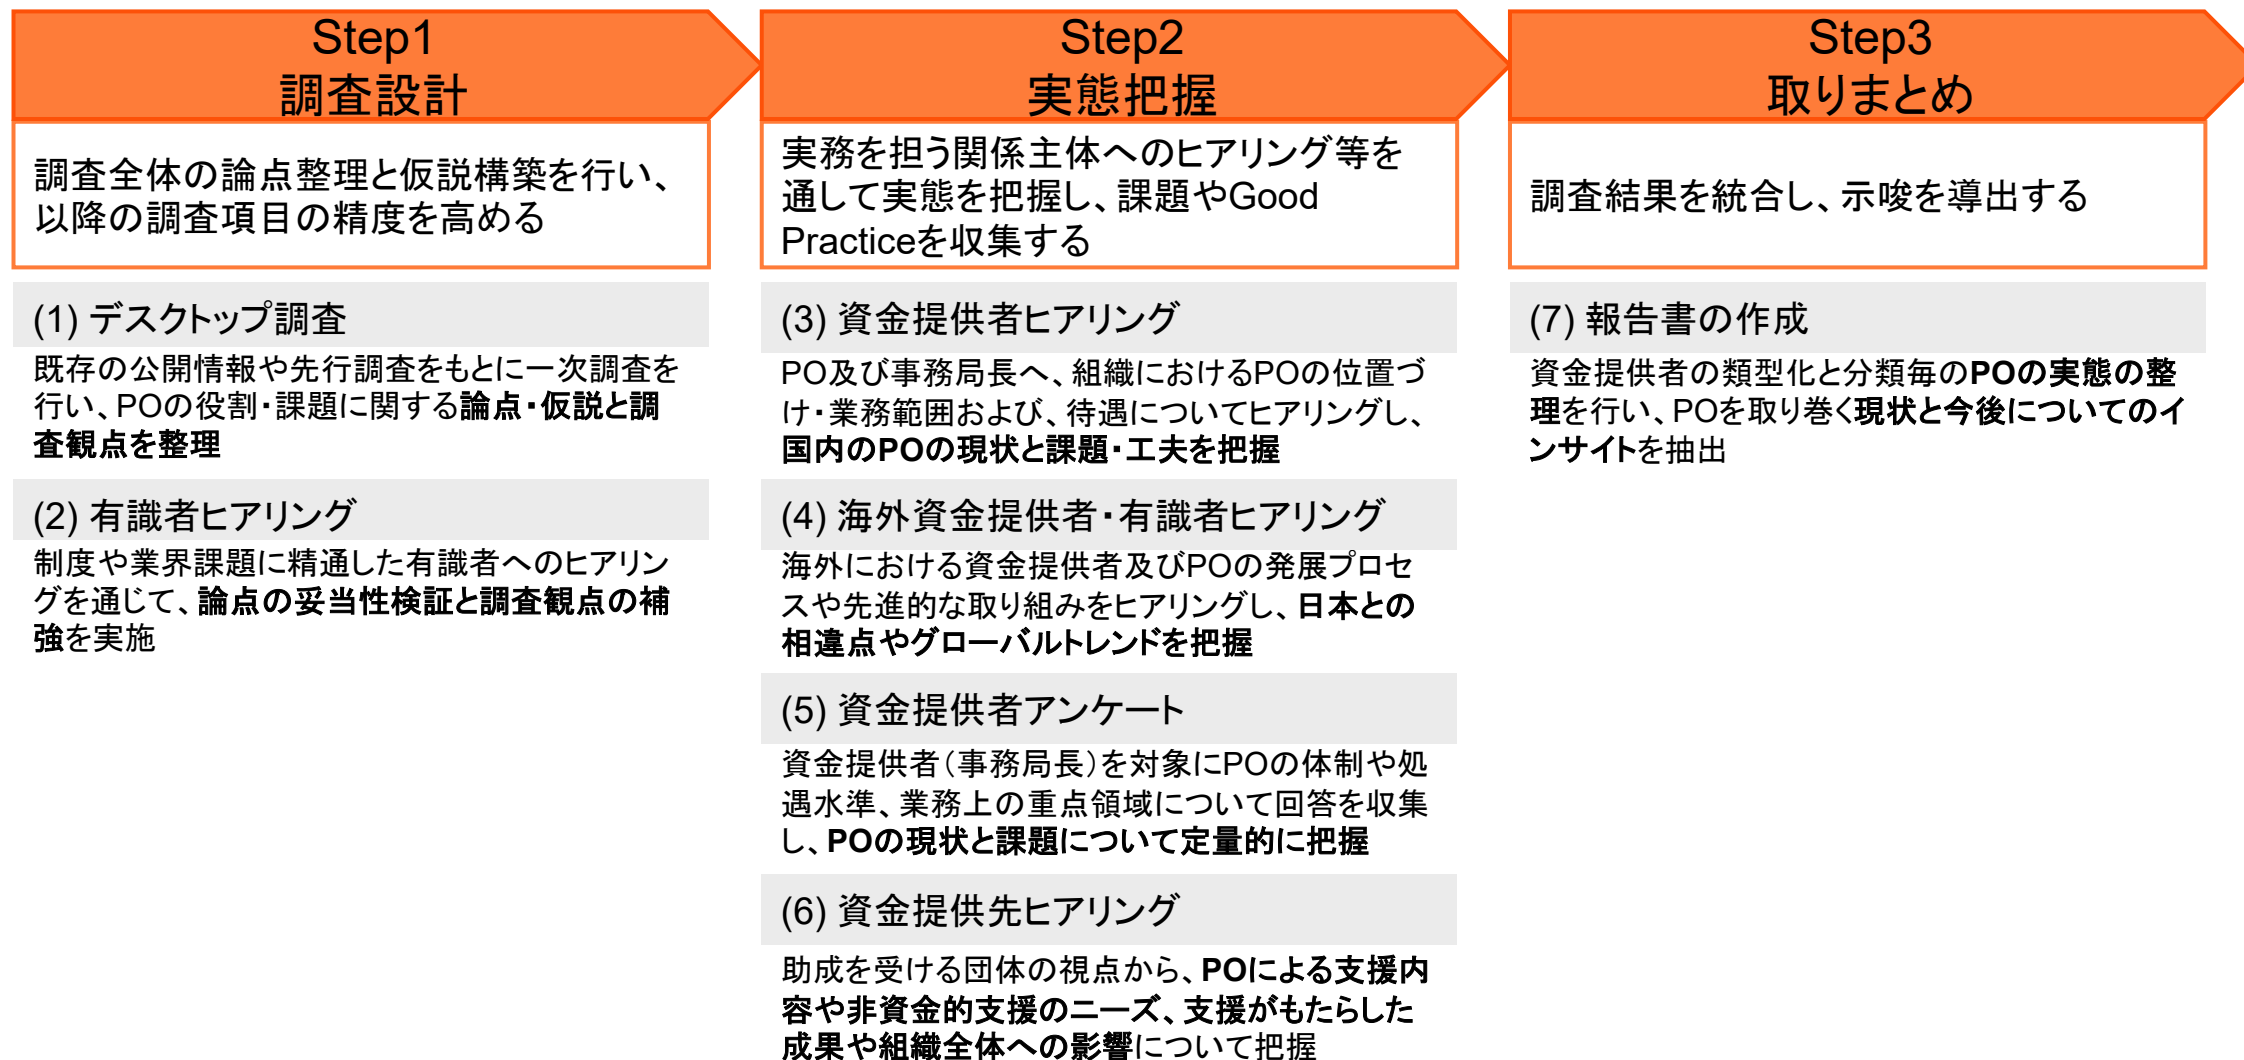 Step1
調査設計
調査全体の論点整理と仮説構築を行い、
以降の調査項目の精度を高める
(1) デスクトップ調査
既存の公開情報や先行調査をもとに一次調査を
行い、POの役割・課題に関する論点・仮説と調
査観点を整理
(2) 有識者ヒアリング
制度や業界課題に精通した有識者へのヒアリン
グを通じて、論点の妥当性検証と調査観点の補
強を実施
Step2
実態把握
実務を担う関係主体へのヒアリング等を
通して実態を把握し、課題やGood
Practiceを収集する
(3) 資金提供者ヒアリング
PO及び事務局長へ、組織におけるPOの位置づ
け・業務範囲および、待遇についてヒアリングし、
国内のPOの現状と課題・工夫を把握
(4) 海外資金提供者・有識者ヒアリング
海外における資金提供者及びPOの発展プロセ
スや先進的な取り組みをヒアリングし、日本との
相違点やグローバルトレンドを把握
(5) 資金提供者アンケート
資金提供者（事務局長）を対象にPOの体制や処
遇水準、業務上の重点領域について回答を収集
し、POの現状と課題について定量的に把握
(6) 資金提供先ヒアリング
助成を受ける団体の視点から、POによる支援内
容や非資金的支援のニーズ、支援がもたらした
成果や組織全体への影響について把握
Step3
取りまとめ
調査結果を統合し、示唆を導出する
(7) 報告書の作成
資金提供者の類型化と分類毎のPOの実態の整
理を行い、POを取り巻く現状と今後についてのイ
ンサイトを抽出